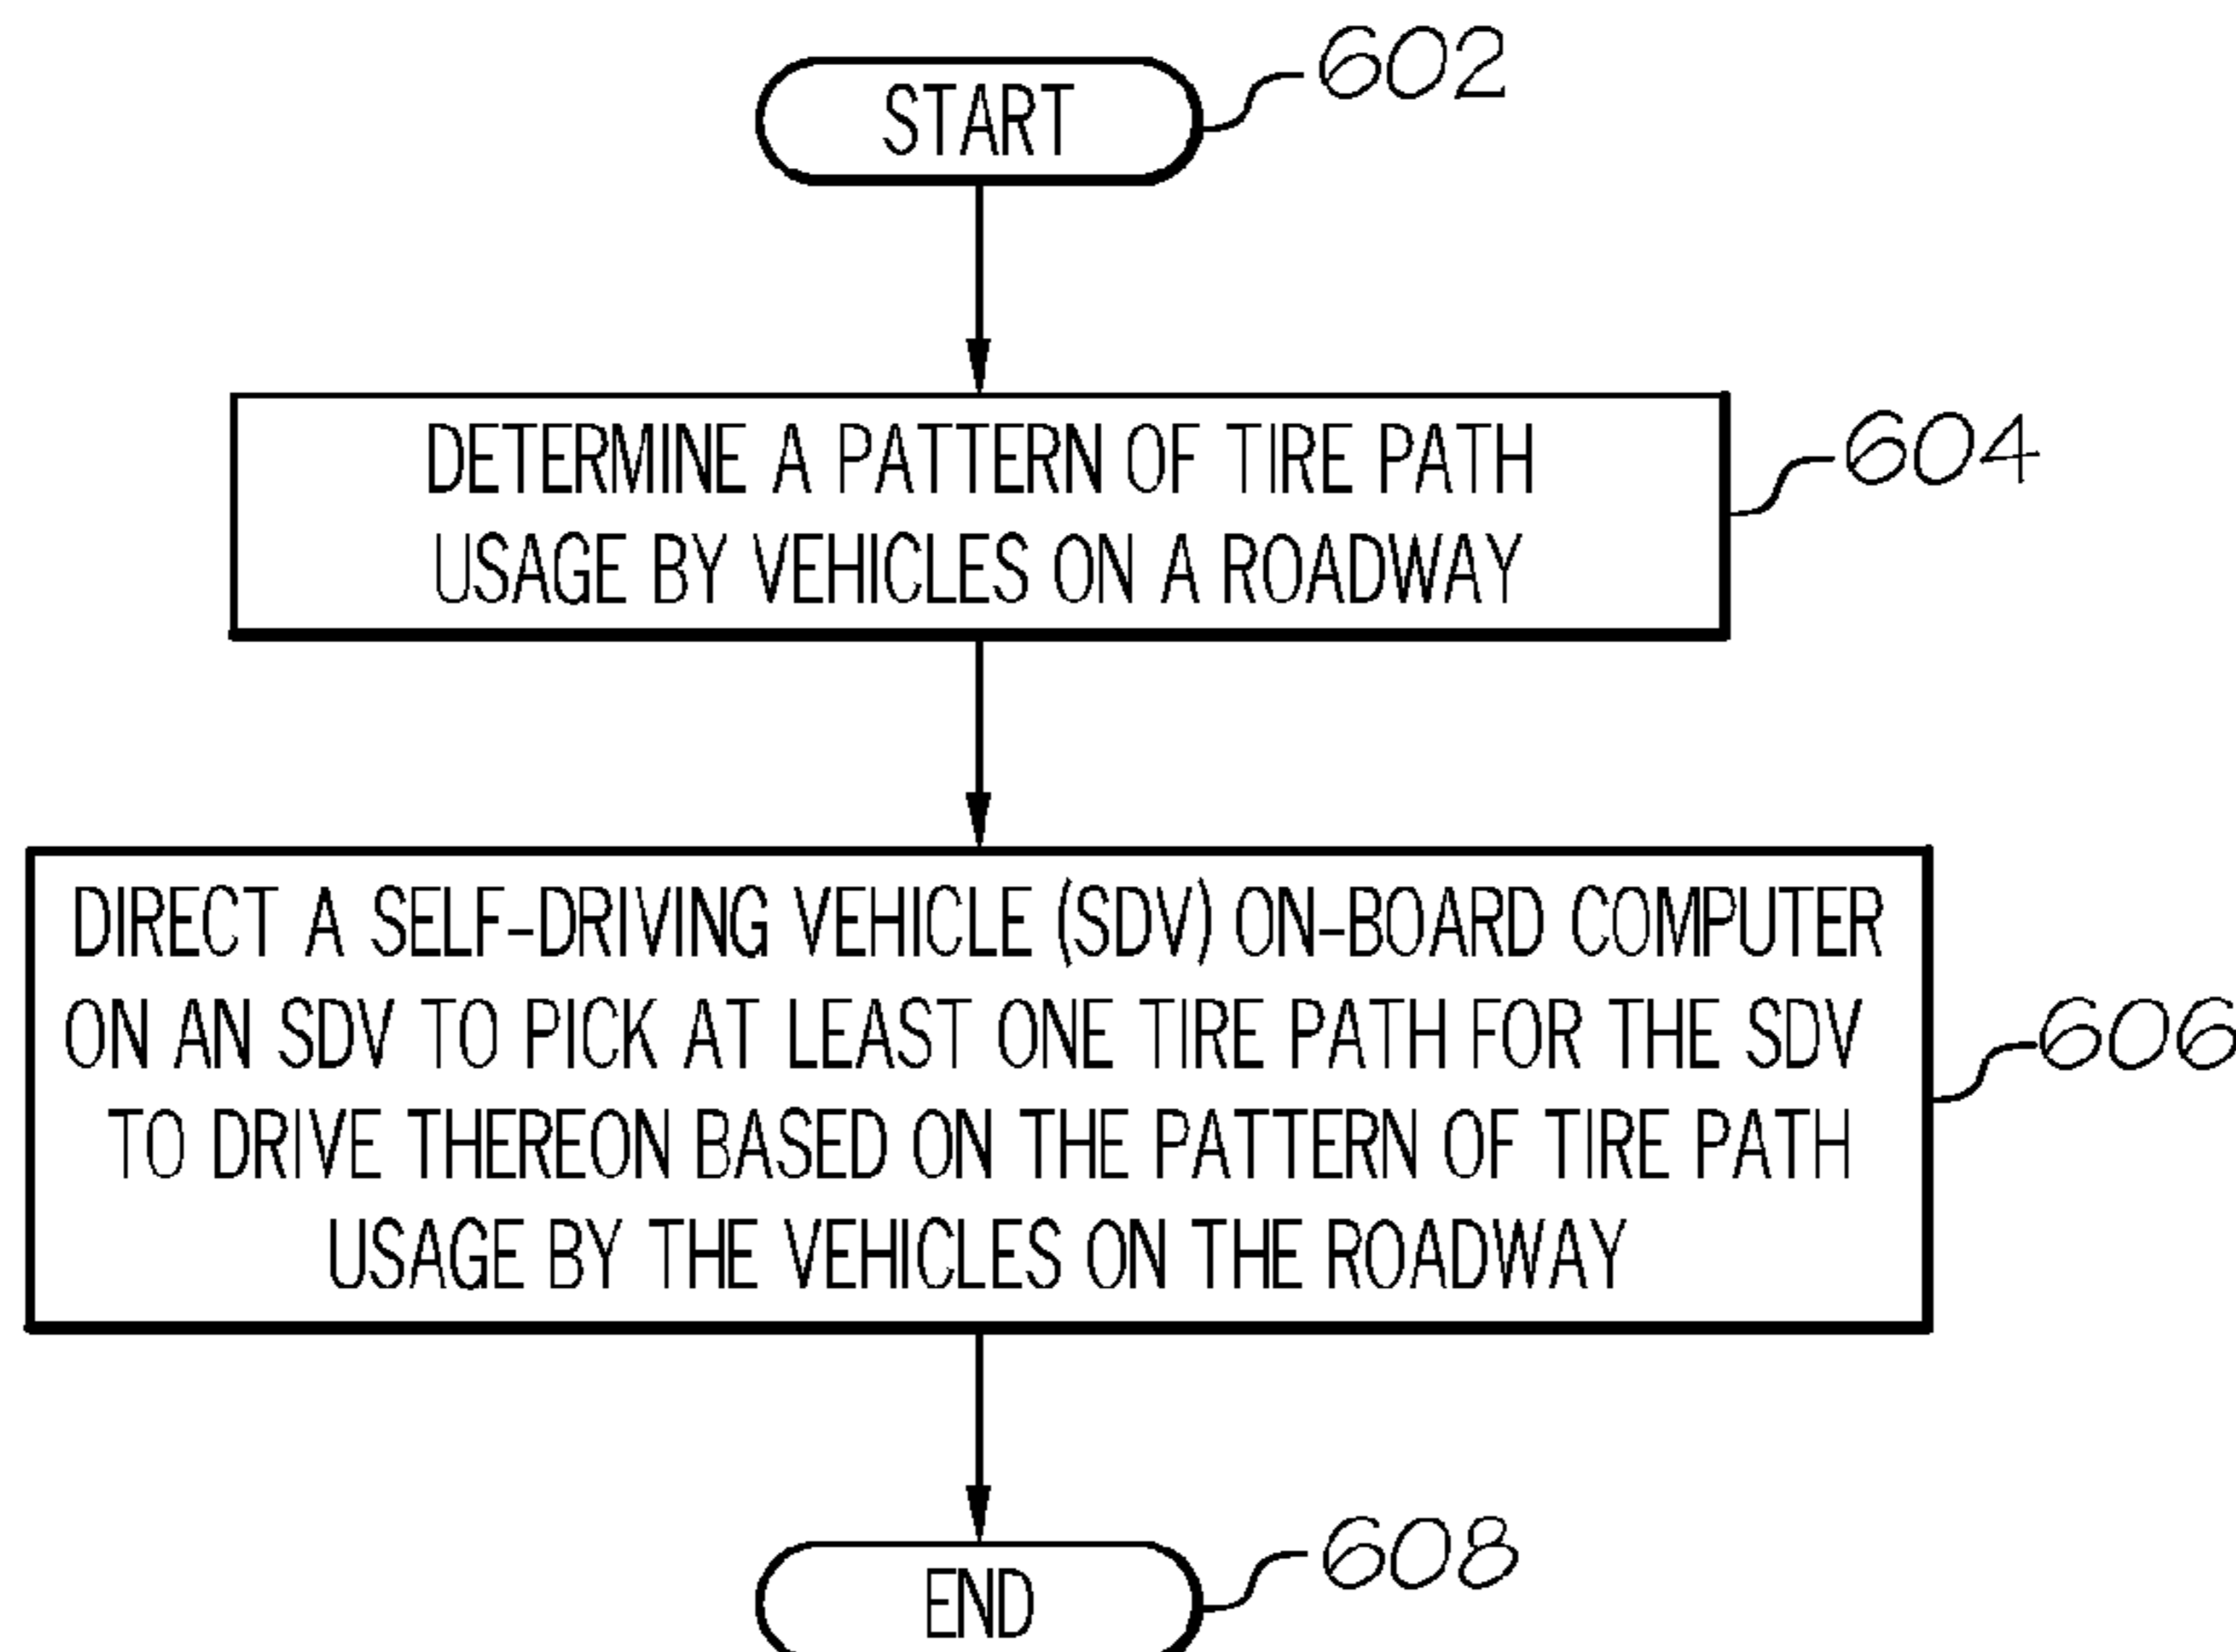 START
602
DETERMINE A PATTERN OF TIRE PATH
USAGE BY VEHICLES ON A ROADWAY
604
DIRECT A SELF-DRIVING VEHICLE (SDV) ON-BOARD COMPUTER
ON AN SDV TO PICK AT LEAST ONE TIRE PATH FOR THE SDV
TO DRIVE THEREON BASED ON THE PATTERN OF TIRE PATH
USAGE BY THE VEHICLES ON THE ROADWAY
606
END
608